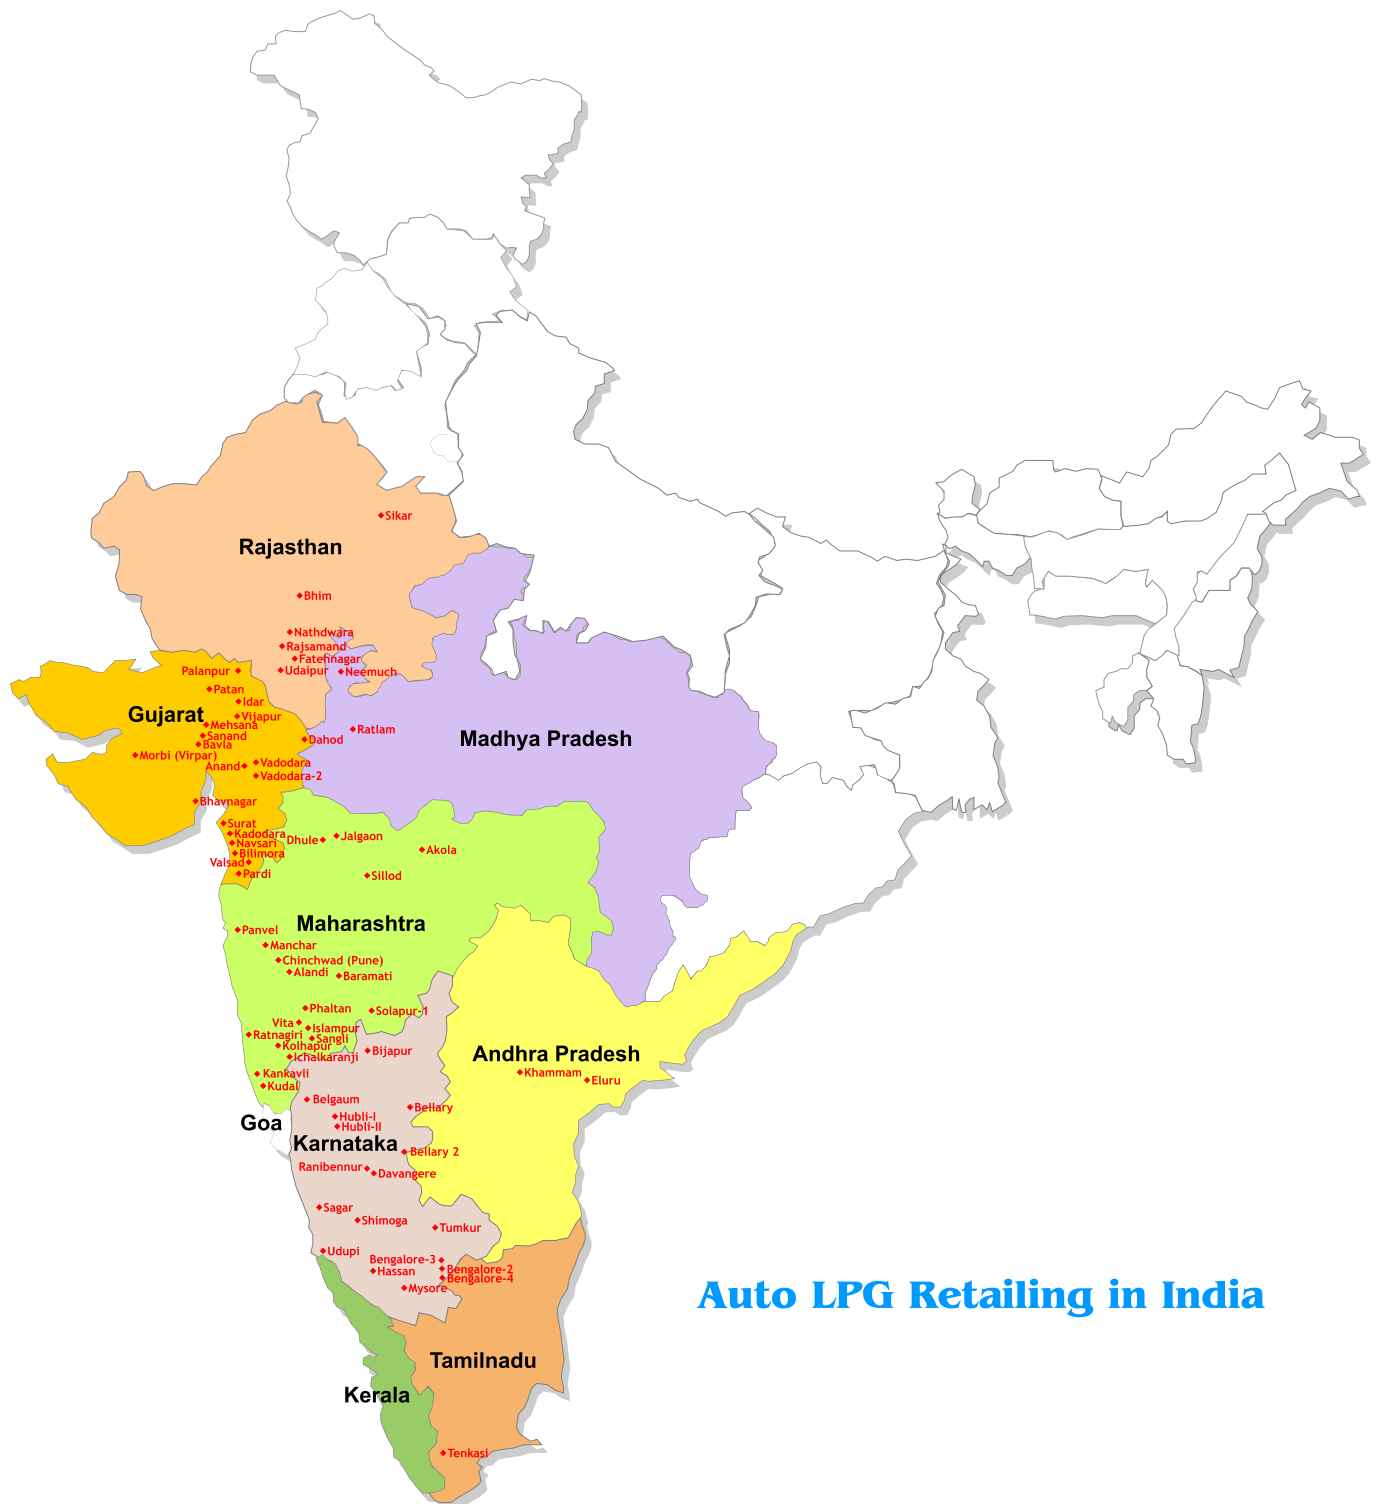 Sikar
Rajasthan
Bhim
Nathdwara
Rajsamand
Fatehnagar
Udaipur
Neemuch
Palanpur
Patan
Idar
Gujarat
Vijapur
Mehsana
Sanand
Bavla
Dahod
Ratlam
Madhya Pradesh
Morbi (Virpar)
Anand
Vadodara
Vadodara-2
Bhavnagar
Surat
Kadodara
Navsari
Bilimora
Valsad
Pardi
Dhule
Jalgaon
Akola
Sillod
Maharashtra
Panvel
Manchar
Chinchwad (Pune)
Alandi
Baramati
Phaltan
Solapur-1
Vita
Islampur
Ratnagiri
Sangli
Kolhapur
Ichalkaranji
Bijapur
Andhra Pradesh
Khammam
Eluru
Kankavli
Kudal
Belgaum
Bellary
Goa
Hubli-I
Hubli-II
Karnataka
Bellary 2
Ranibennur
Davangere
Sagar
Shimoga
Tumkur
Udupi
Bengalore-3
Bengalore-2
Hassan
Bengalore-4
Mysore
Auto LPG Retailing in India
Tamilnadu
Kerala
Tenkasi